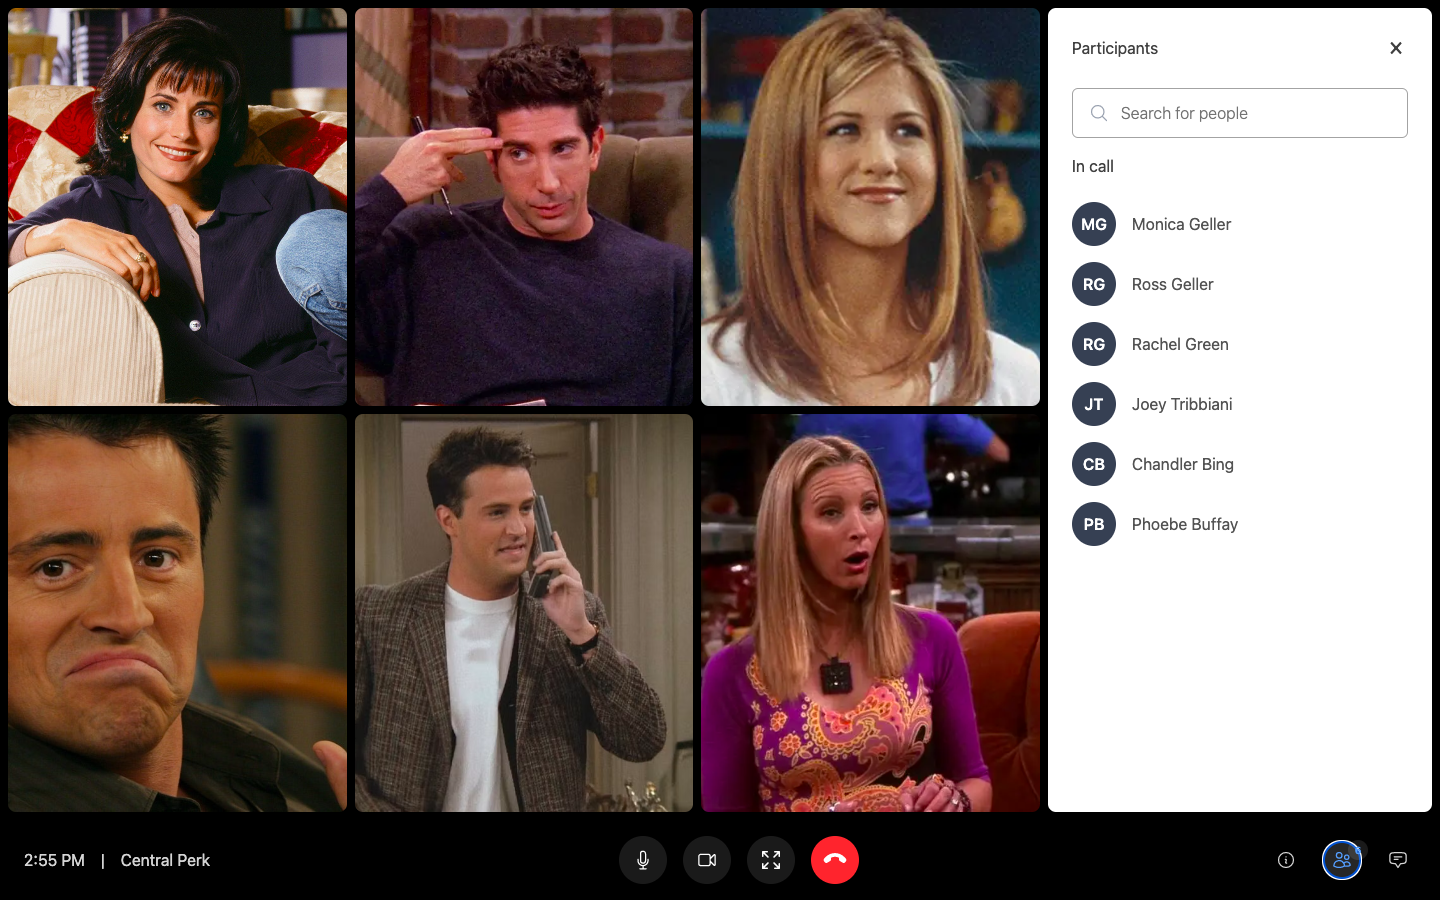 Participants
Search for people
In call
MG Monica Geller
RG Ross Geller
RG Rachel Green
JT Joey Tribbiani
CB Chandler Bing
PB Phoebe Buffay
2:55 PM | Central Perk